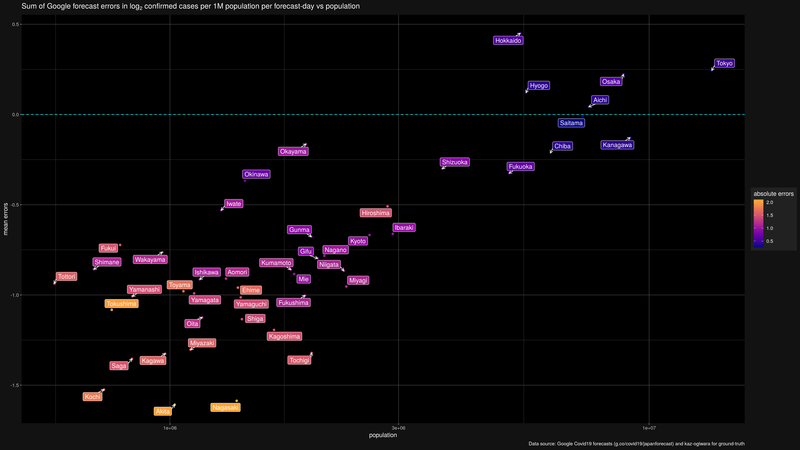 Sum of Google forecast errors in log2 confirmed cases per 1M population per forecast-day vs population
0.5
Hokkaido
Tokyo
Osaka
Hyogo
Aichi
0.0
Saitama
Kanagawa
Chiba
Okayama
Shizuoka
Fukuoka
Okinawa
Iwate
-0.5
Hiroshima
Ibaraki
Gunma
Kyoto
Fukui
Gifu
Nagano
Shimane
Wakayama
Kumamoto
Niigata
Tottori
Ishikawa
Aomori
Mie
Miyagi
Yamanashi
Toyama
Ehime
-1.0
Tokushima
Yamagata
Yamaguchi
Fukushima
Oita
Shiga
Kagoshima
Miyazaki
Saga
Kagawa
Tochigi
-1.5
Kochi
Akita
Nagasaki
mean errors
1e+06
3e+06
1e+07
population
absolute errors
2.0
1.5
1.0
0.5
Data source: Google Covid19 forecasts (g.co/covid19/japanforecast) and kaz-ogiwara for ground-truth